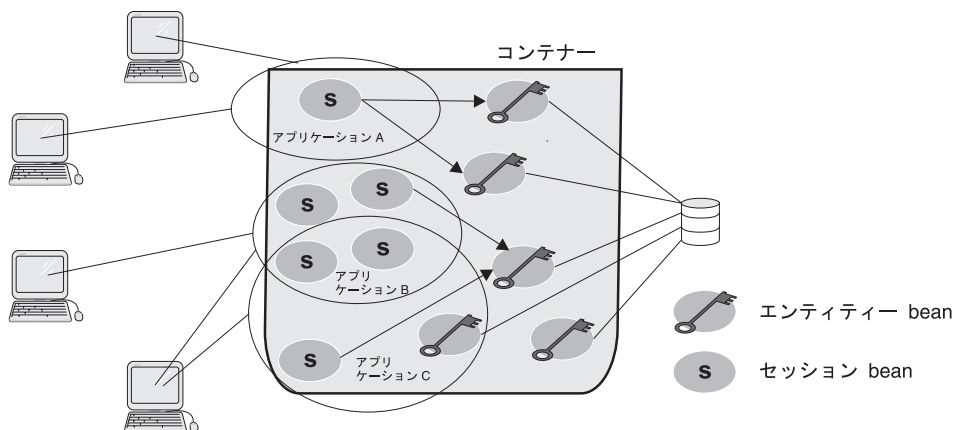 コンテナー
S
アプリケーション A
S
S
S
S
アプリ
ケーション B
S
アプリ
ケーション C
エンティティー bean
S
セッション bean